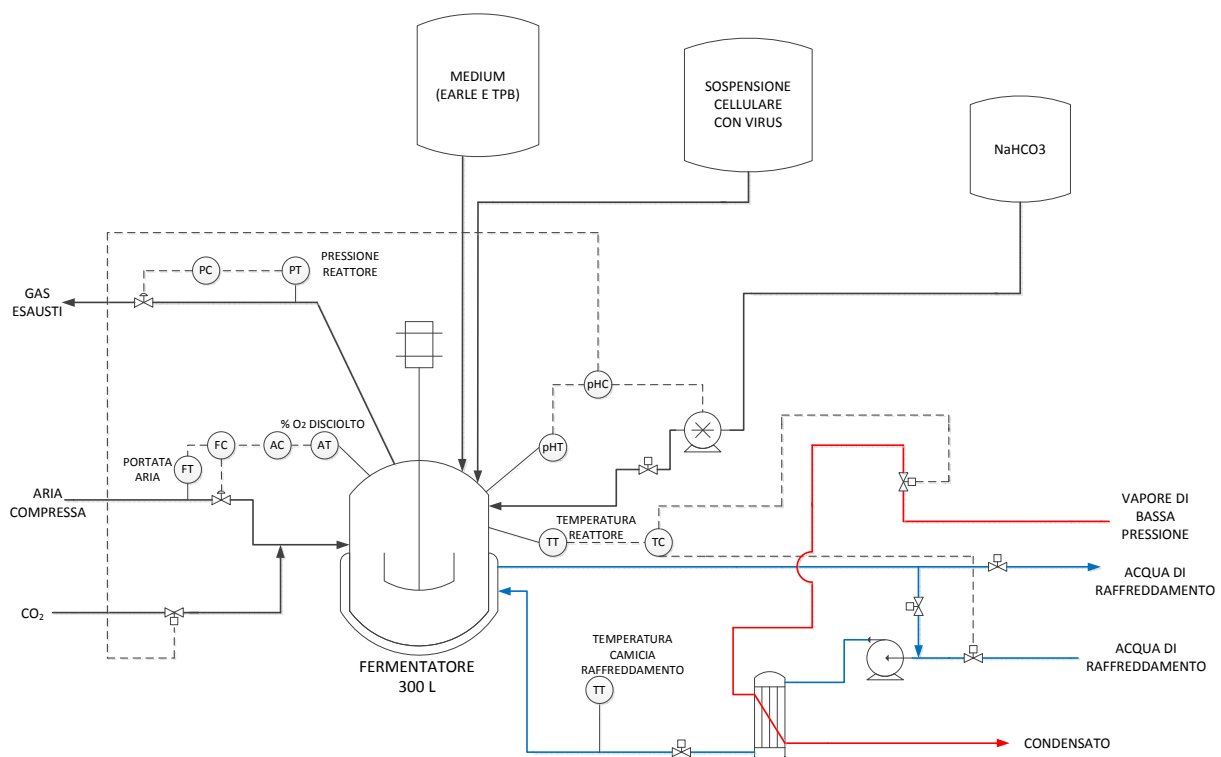 MEDIUM
(EARLE E TPB)
SOSPENSIONE
CELLULARE
CON VIRUS
NaHCO3
PRESSIONE
REATTORE
PC
PT
GAS
ESAUSTI
pHC
% O2 DISCIOLTO
FC
AC
AT
pHT
PORTATA
ARIA
FT
ARIA
COMPRESSA
VAPORE DI
BASSA
PRESSIONE
TEMPERATURA
REATTORE
TT
TC
ACQUA DI
RAFFREDDAMENTO
CO₂
TEMPERATURA
CAMICIA
RAFFREDDAMENTO
ACQUA DI
RAFFREDDAMENTO
FERMENTATORE
300 L
TT
CONDENSATO